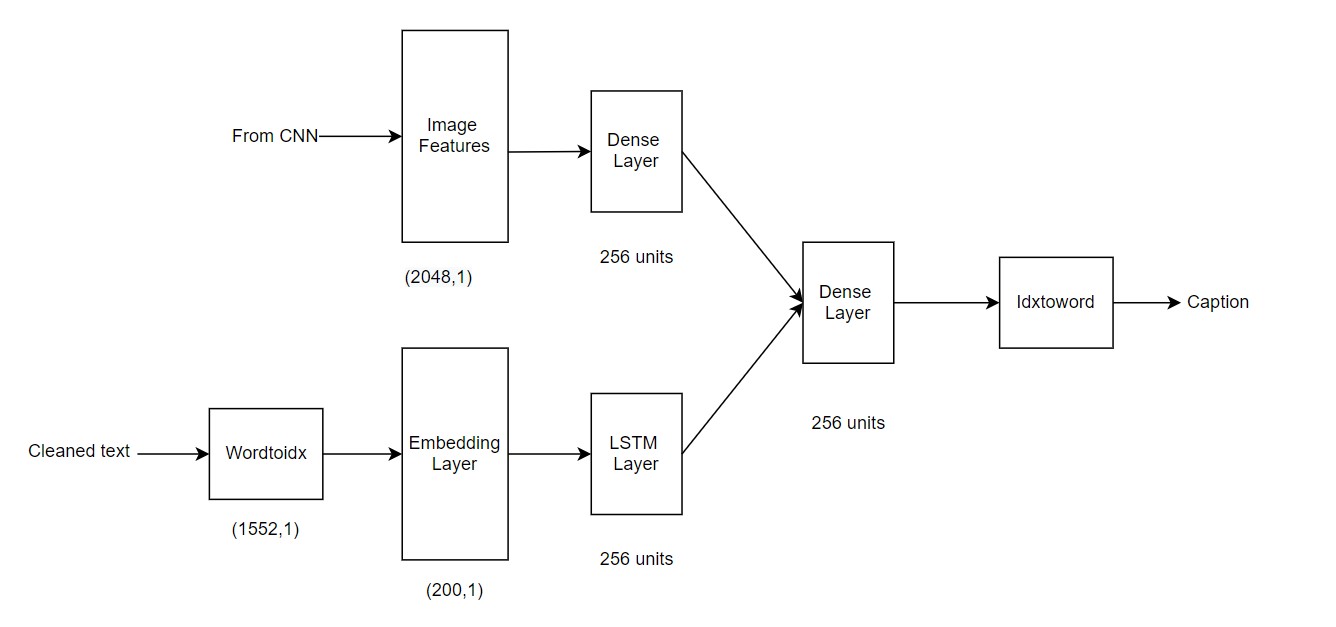 From CNN
Image
Features
(2048,1)
Dense
Layer
256 units
Cleaned text
Wordtoidx
(1552,1)
Embedding
Layer
(200,1)
LSTM
Layer
256 units
Dense
Layer
256 units
Idxtoword
Caption